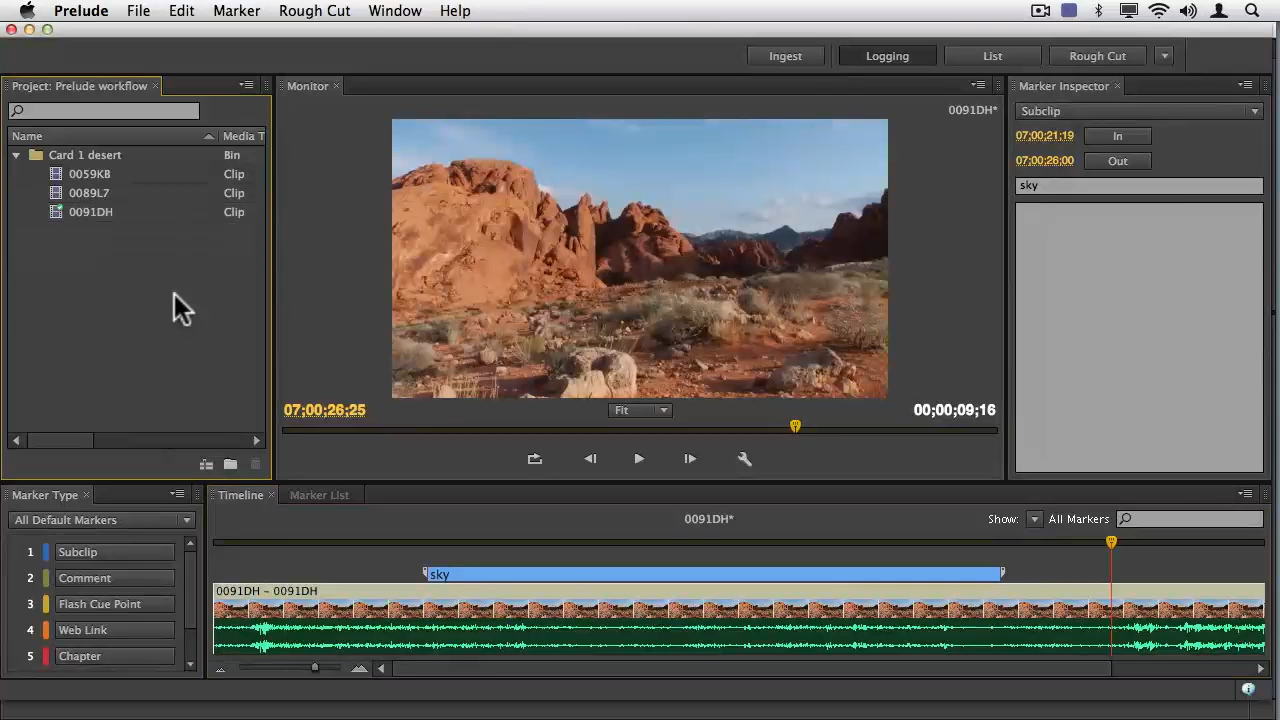 Prelude File Edit Marker Rough Cut Window Help
Ingest Logging List Rough Cut
Project: Prelude workflow
Name Media T
Card 1 desert Bin
0059KB Clip
0089L7 Clip
0091DH Clip
Monitor
0091DH*
07;00;26;25
Fit
00;00;09;16
Marker Inspector
Subclip
07;00;21;19 In
07;00;26;00 Out
sky
Marker Type
All Default Markers
1 Subclip
2 Comment
3 Flash Cue Point
4 Web Link
5 Chapter
Timeline Marker List
0091DH*
Show: All Markers
sky
0091DH - 0091DH